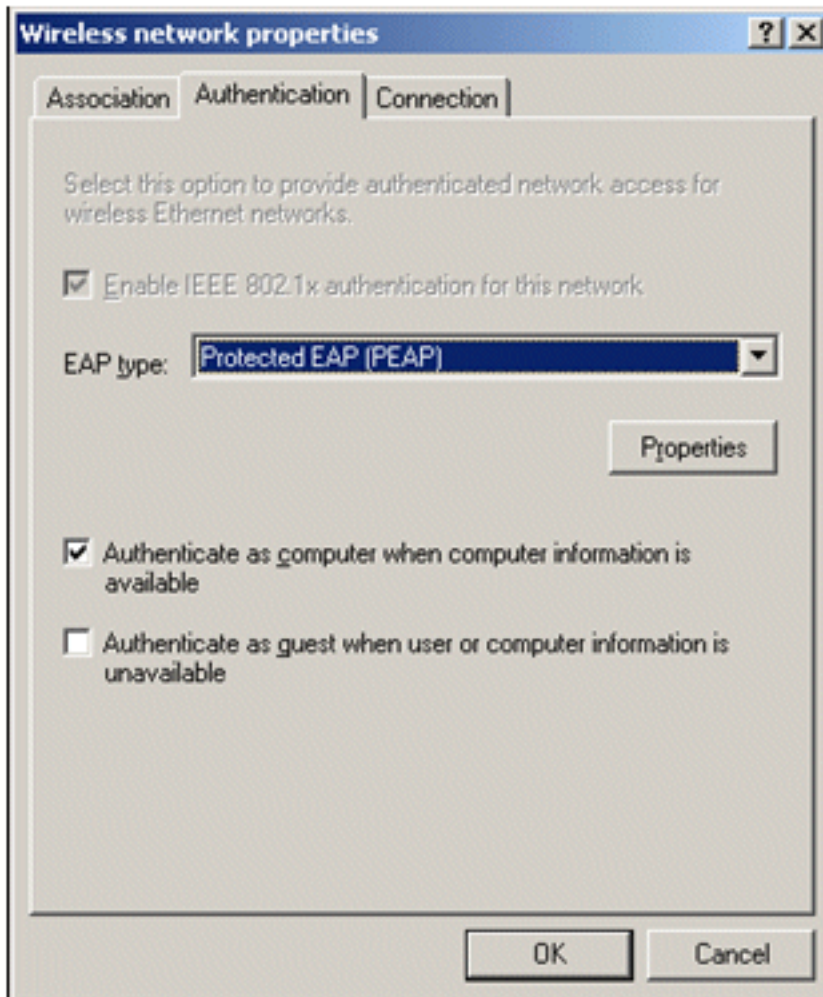 Wireless network properties
Association Authentication Connection
Select this option to provide authenticated network access for
wireless Ethernet networks.
Enable IEEE 802.1x authentication for this network
EAP type: Protected EAP (PEAP)
Properties
Authenticate as computer when computer information is
available
Authenticate as guest when user or computer information is
unavailable
OK Cancel